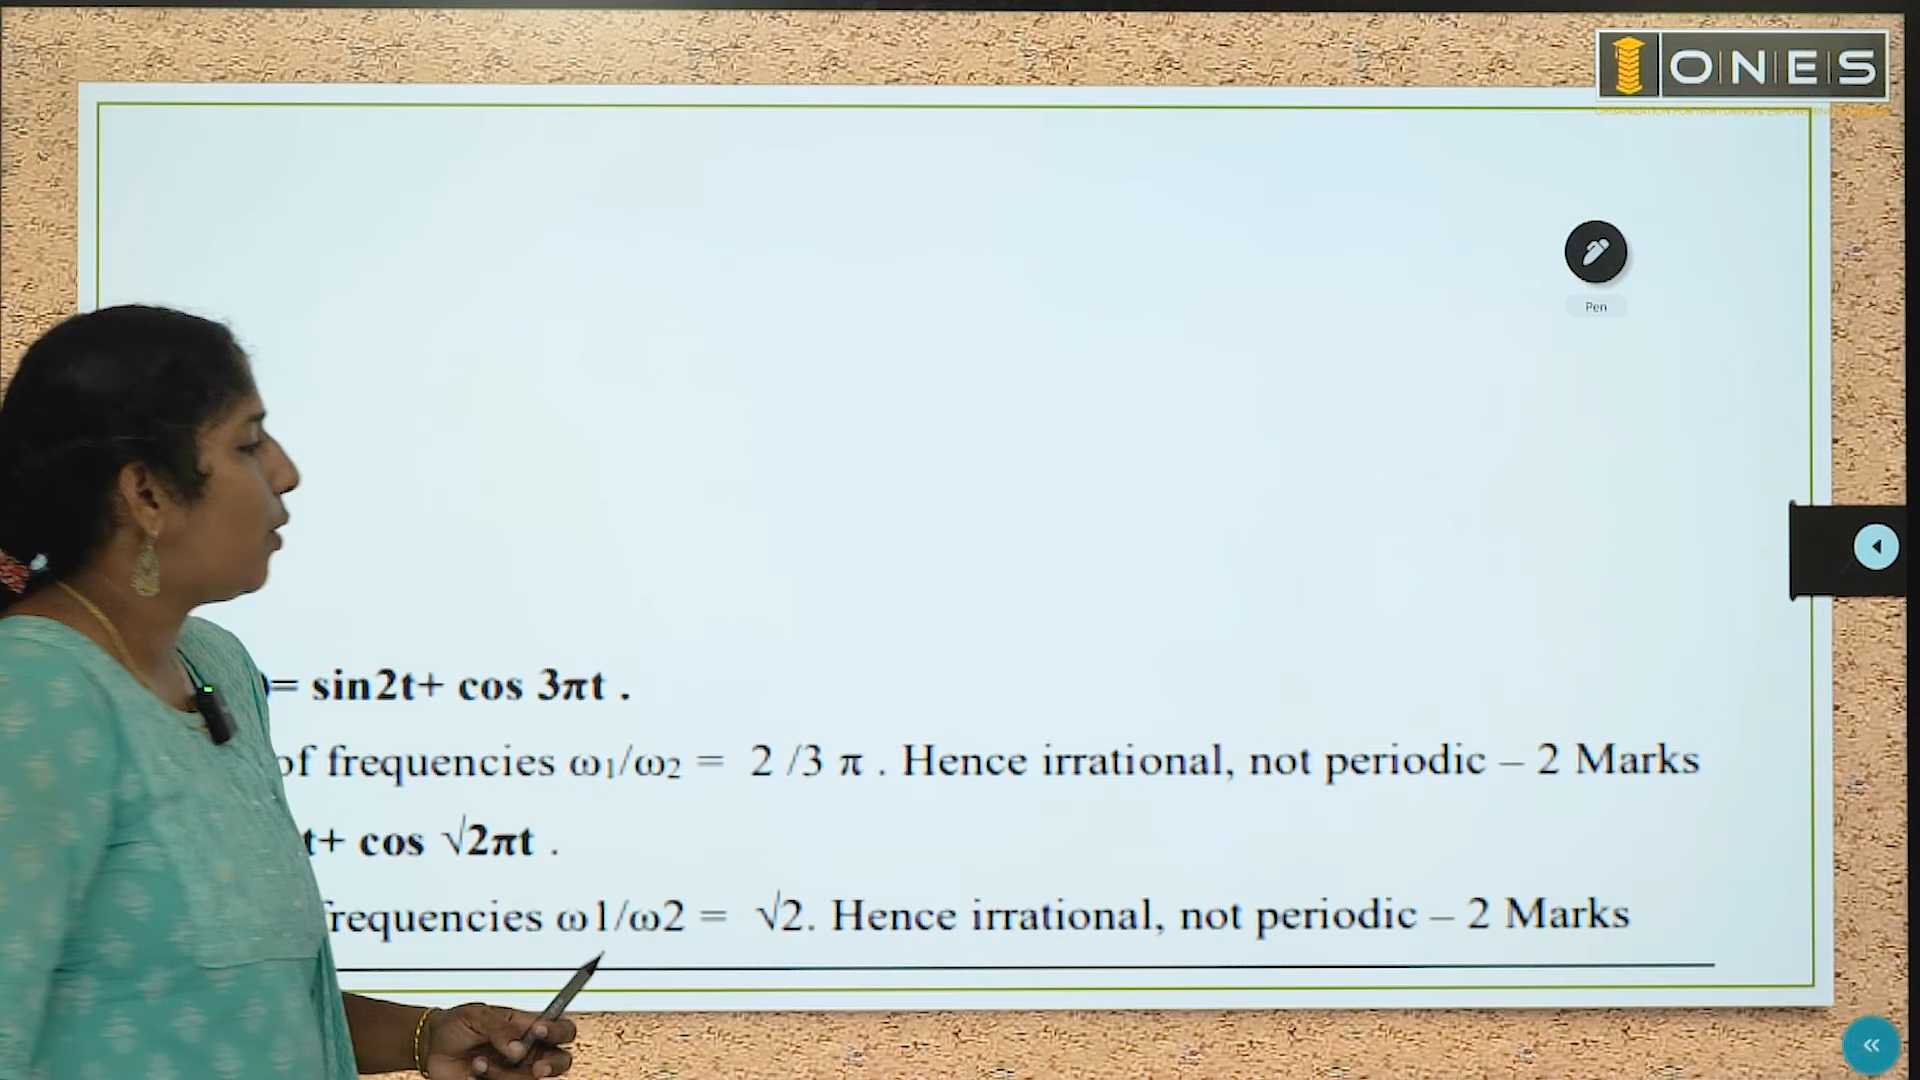 ONES
Pen
= sin2t+ cos 3πt .
of frequencies ω1/ω2 = 2 /3 π . Hence irrational, not periodic – 2 Marks
t+ cos √2πt .
frequencies ω1/ω2 = √2. Hence irrational, not periodic – 2 Marks